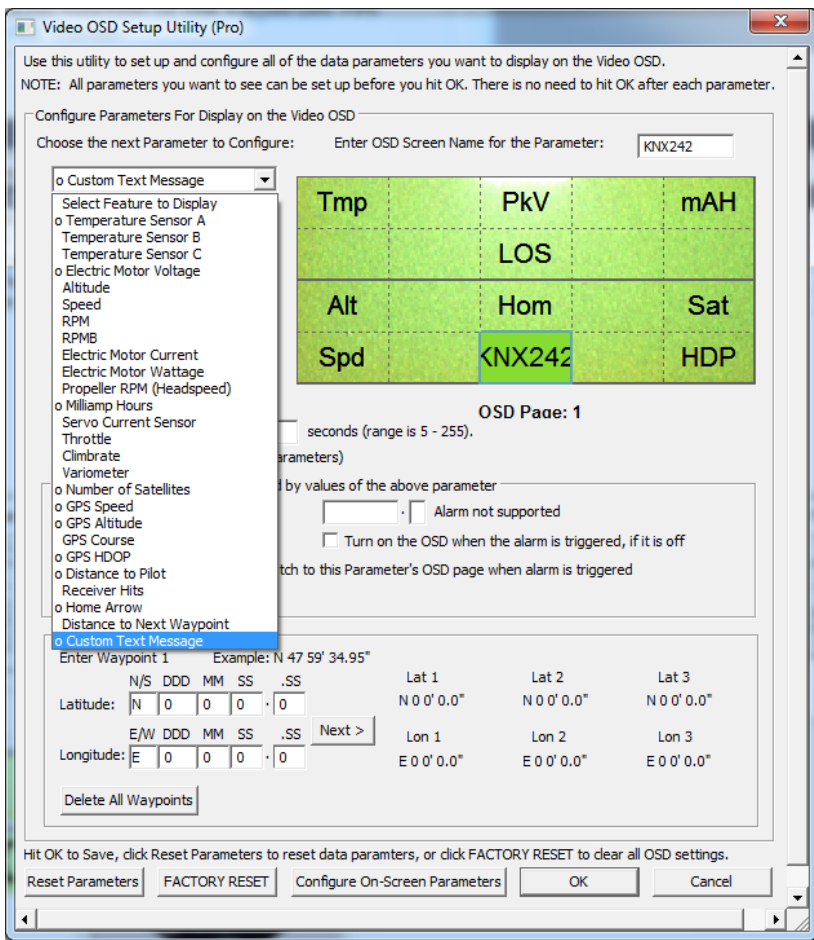 Video OSD Setup Utility (Pro)
Use this utility to set up and configure all of the data parameters you want to display on the Video OSD.
NOTE: All parameters you want to see can be set up before you hit OK. There is no need to hit OK after each parameter.
Configure Parameters For Display on the Video OSD
Choose the next Parameter to Configure: Enter OSD Screen Name for the Parameter: KNX242
o Custom Text Message
Select Feature to Display
o Temperature Sensor A
Temperature Sensor B
Temperature Sensor C
o Electric Motor Voltage
Altitude
Speed
RPM
RPMB
Electric Motor Current
Electric Motor Wattage
Propeller RPM (Headspeed)
o Milliamp Hours
Servo Current Sensor
Throttle
Climbrate
Variometer
o Number of Satellites
o GPS Speed
o GPS Altitude
GPS Course
o GPS HDOP
o Distance to Pilot
Receiver Hits
o Home Arrow
Distance to Next Waypoint
o Custom Text Message
Tmp PkV mAH
LOS
Alt Hom Sat
Spd KNX242 HDP
OSD Page: 1
seconds (range is 5 - 255).
arameters)
d by values of the above parameter
. Alarm not supported
Turn on the OSD when the alarm is triggered, if it is off
tch to this Parameter's OSD page when alarm is triggered
Enter Waypoint 1 Example: N 47 59' 34.95"
N/S DDD MM SS .SS Lat 1 Lat 2 Lat 3
Latitude: N 0 0 0 . 0 N 0 0' 0.0" N 0 0' 0.0" N 0 0' 0.0"
E/W DDD MM SS .SS Next > Lon 1 Lon 2 Lon 3
Longitude: E 0 0 0 . 0 E 0 0' 0.0" E 0 0' 0.0" E 0 0' 0.0"
Delete All Waypoints
Hit OK to Save, click Reset Parameters to reset data paramters, or click FACTORY RESET to clear all OSD settings.
Reset Parameters FACTORY RESET Configure On-Screen Parameters OK Cancel